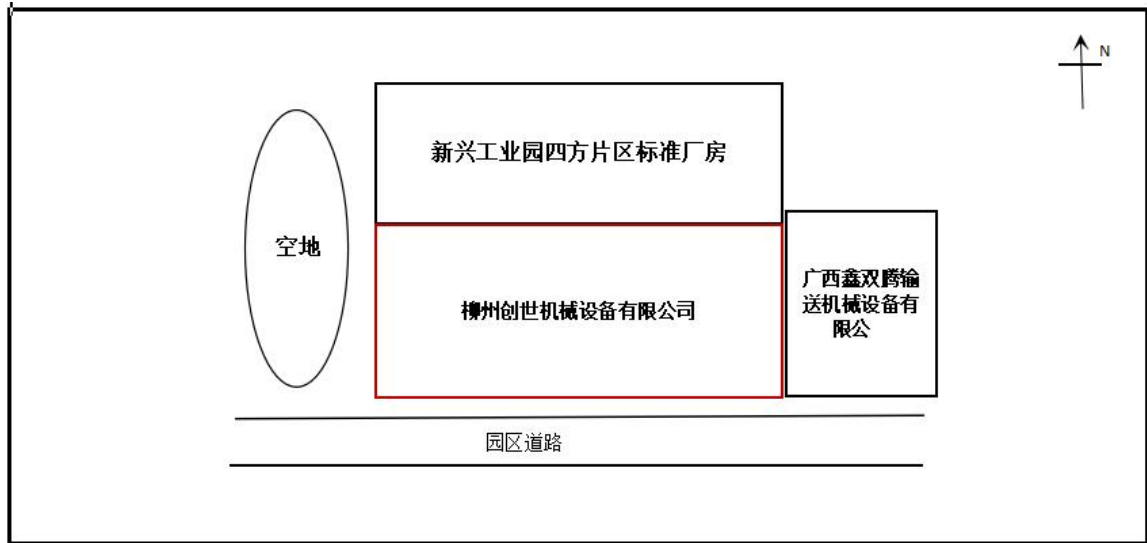 N
新兴工业园四方片区标准厂房
空地
柳州创世机械设备有限公司
广西鑫双腾输
送机械设备有
限公
园区道路